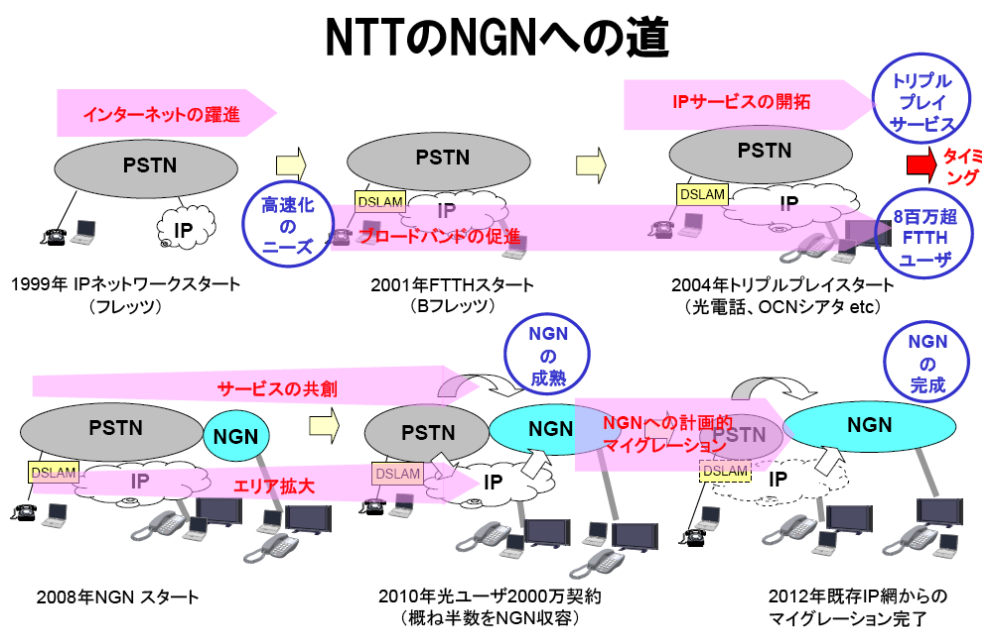 NTTのNGNへの道
インターネットの躍進
PSTN
IP
1999年 IPネットワークスタート
(フレッツ)
高速化
の
ニーズ
PSTN
DSLAM
IP
ブロードバンドの促進
2001年FTTHスタート
(Bフレッツ)
IPサービスの開拓
トリプル
プレイ
サービス
PSTN
DSLAM
IP
タイミ
ング
8百万超
FTTH
ユーザ
2004年トリプルプレイスタート
(光電話、OCNシアタ etc)
サービスの共創
PSTN
NGN
DSLAM
IP
エリア拡大
2008年NGN スタート
NGN
の
成熟
PSTN
NGN
DSLAM
IP
2010年光ユーザ2000万契約
(概ね半数をNGN収容)
NGNへの計画的
マイグレーション
NGN
の
完成
PSTN
NGN
DSLAM
IP
2012年既存IP網からの
マイグレーション完了